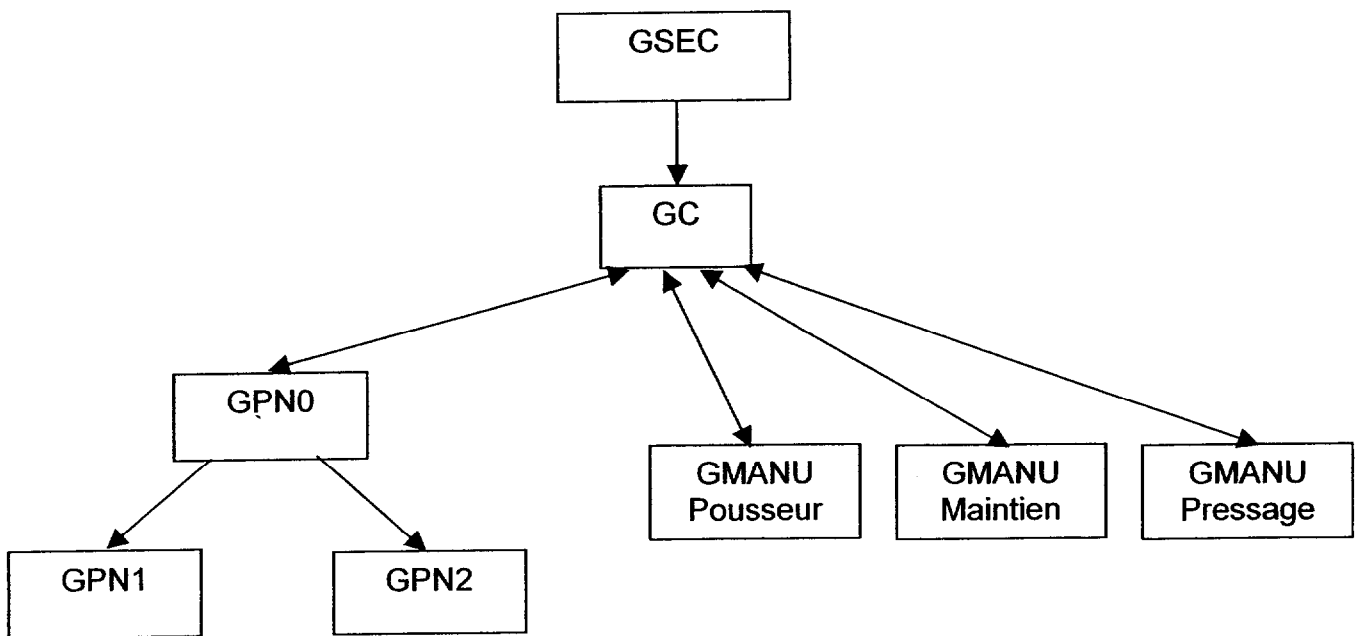 GSEC
GC
GPN0
GMANU
Pousseur
GMANU
Maintien
GMANU
Pressage
GPN1
GPN2